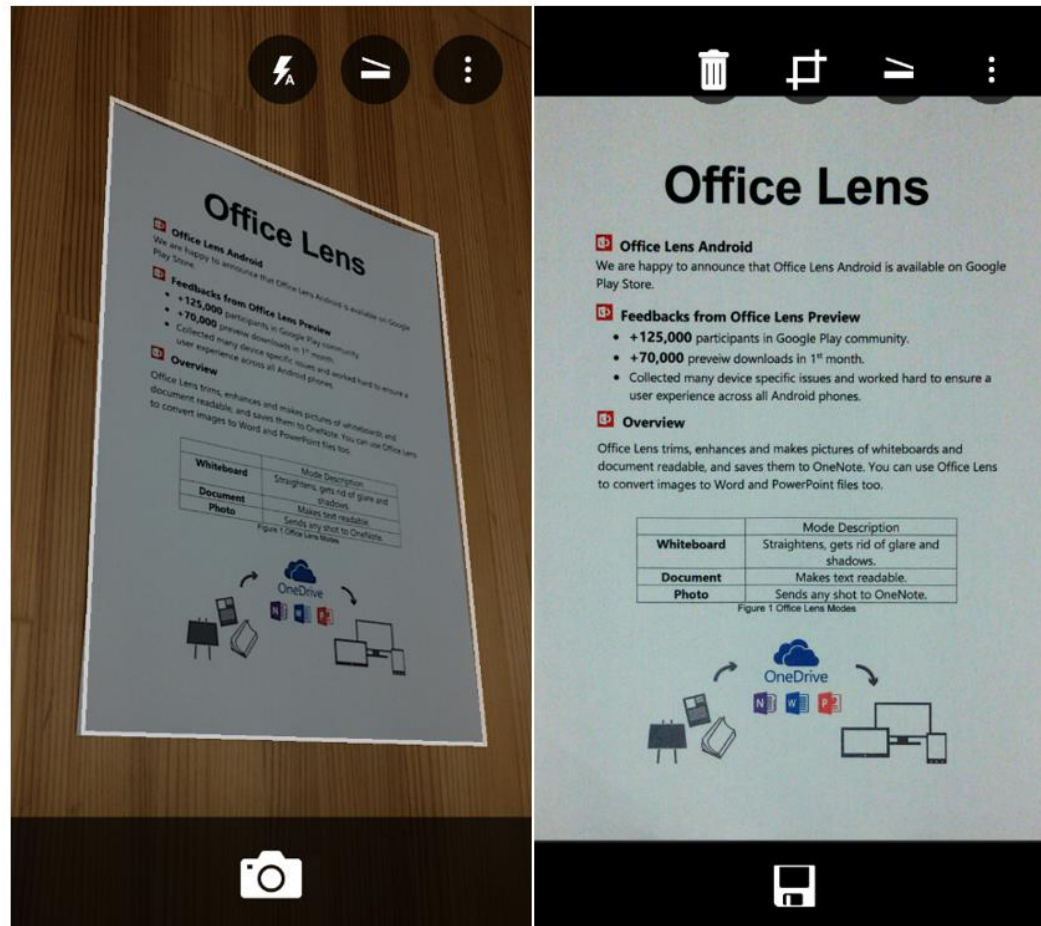 A
Office Lens
Office Lens Android
We are happy to announce that Office Lens Android is available on Google
Play Store.
Feedbacks from Office Lens Preview
• +125,000 participants in Google Play community.
• +70,000 preveiw downloads in 1st month.
• Collected many device specific issues and worked hard to ensure a
user experience across all Android phones.
Overview
Office Lens trims, enhances and makes pictures of whiteboards and
document readable, and saves them to OneNote. You can use Office Lens
to convert images to Word and PowerPoint files too.
Mode Description
Whiteboard Straightens, gets rid of glare and
shadows.
Document Makes text readable.
Photo Sends any shot to OneNote.
Figure 1 Office Lens Modes
OneDrive
N W P
Office Lens
Office Lens Android
We are happy to announce that Office Lens Android is available on Google
Play Store.
Feedbacks from Office Lens Preview
• +125,000 participants in Google Play community.
• +70,000 preveiw downloads in 1st month.
• Collected many device specific issues and worked hard to ensure a
user experience across all Android phones.
Overview
Office Lens trims, enhances and makes pictures of whiteboards and
document readable, and saves them to OneNote. You can use Office Lens
to convert images to Word and PowerPoint files too.
Mode Description
Whiteboard Straightens, gets rid of glare and
shadows.
Document Makes text readable.
Photo Sends any shot to OneNote.
Figure 1 Office Lens Modes
OneDrive
N W P